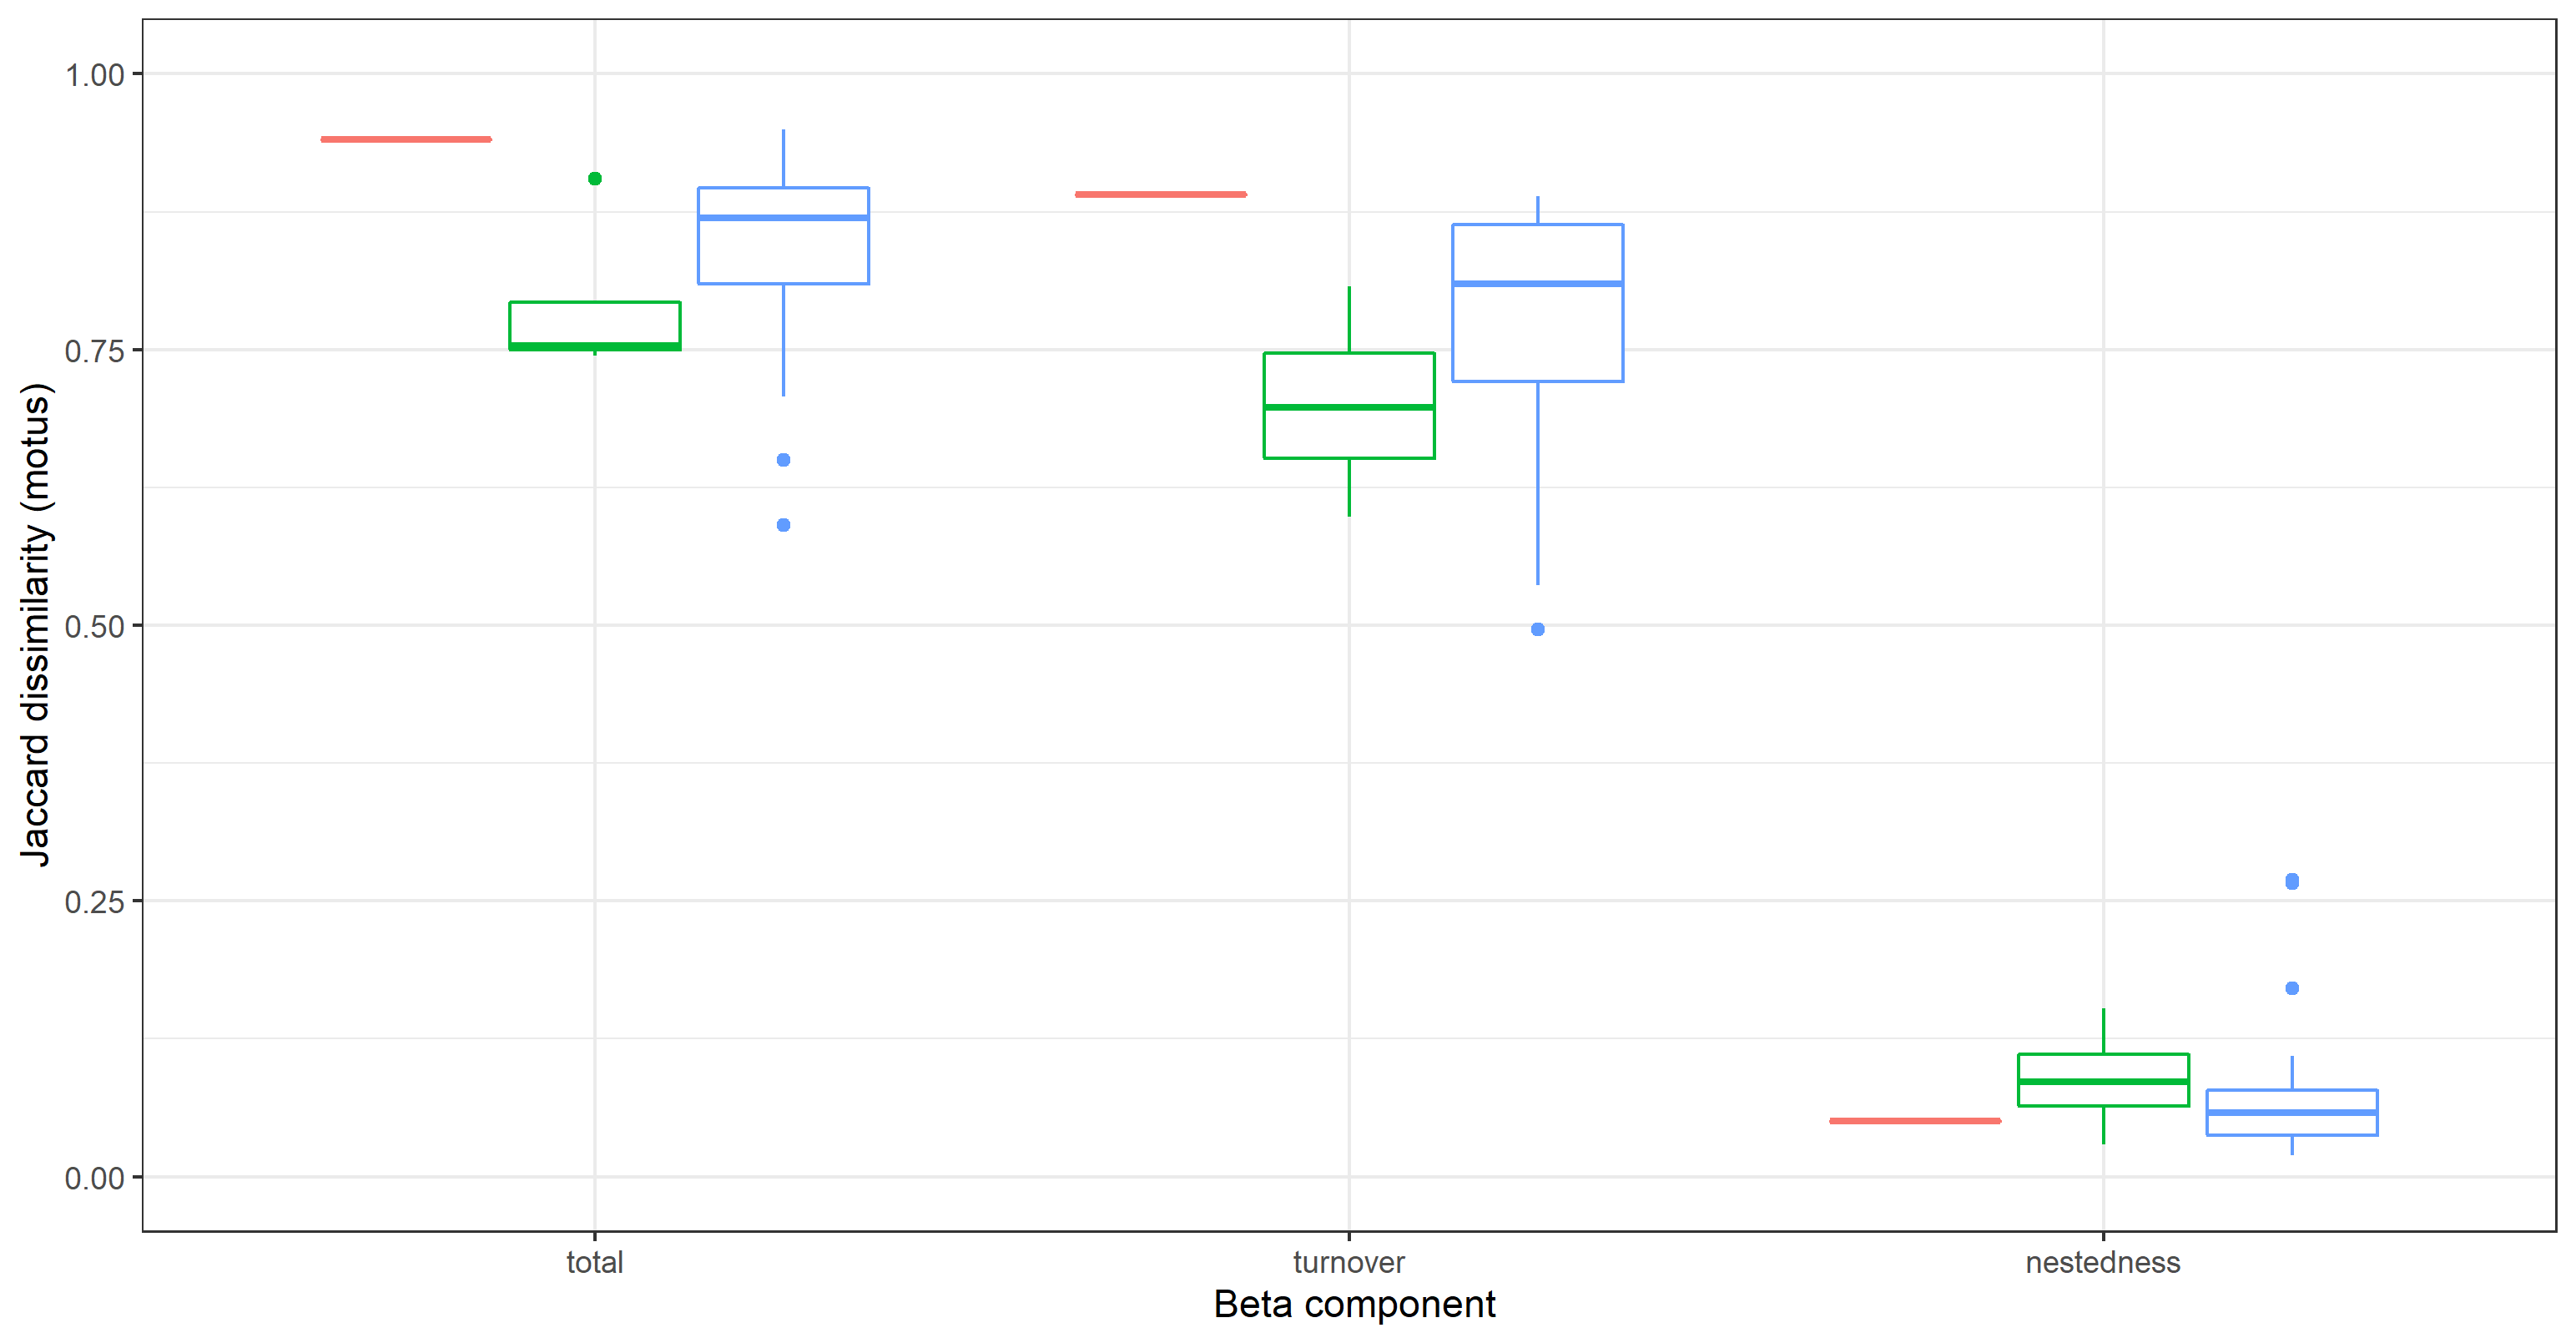 Jaccard dissimilarity (motus)
1.00
0.75
0.50
0.25
0.00
total
turnover
nestedness
Beta component